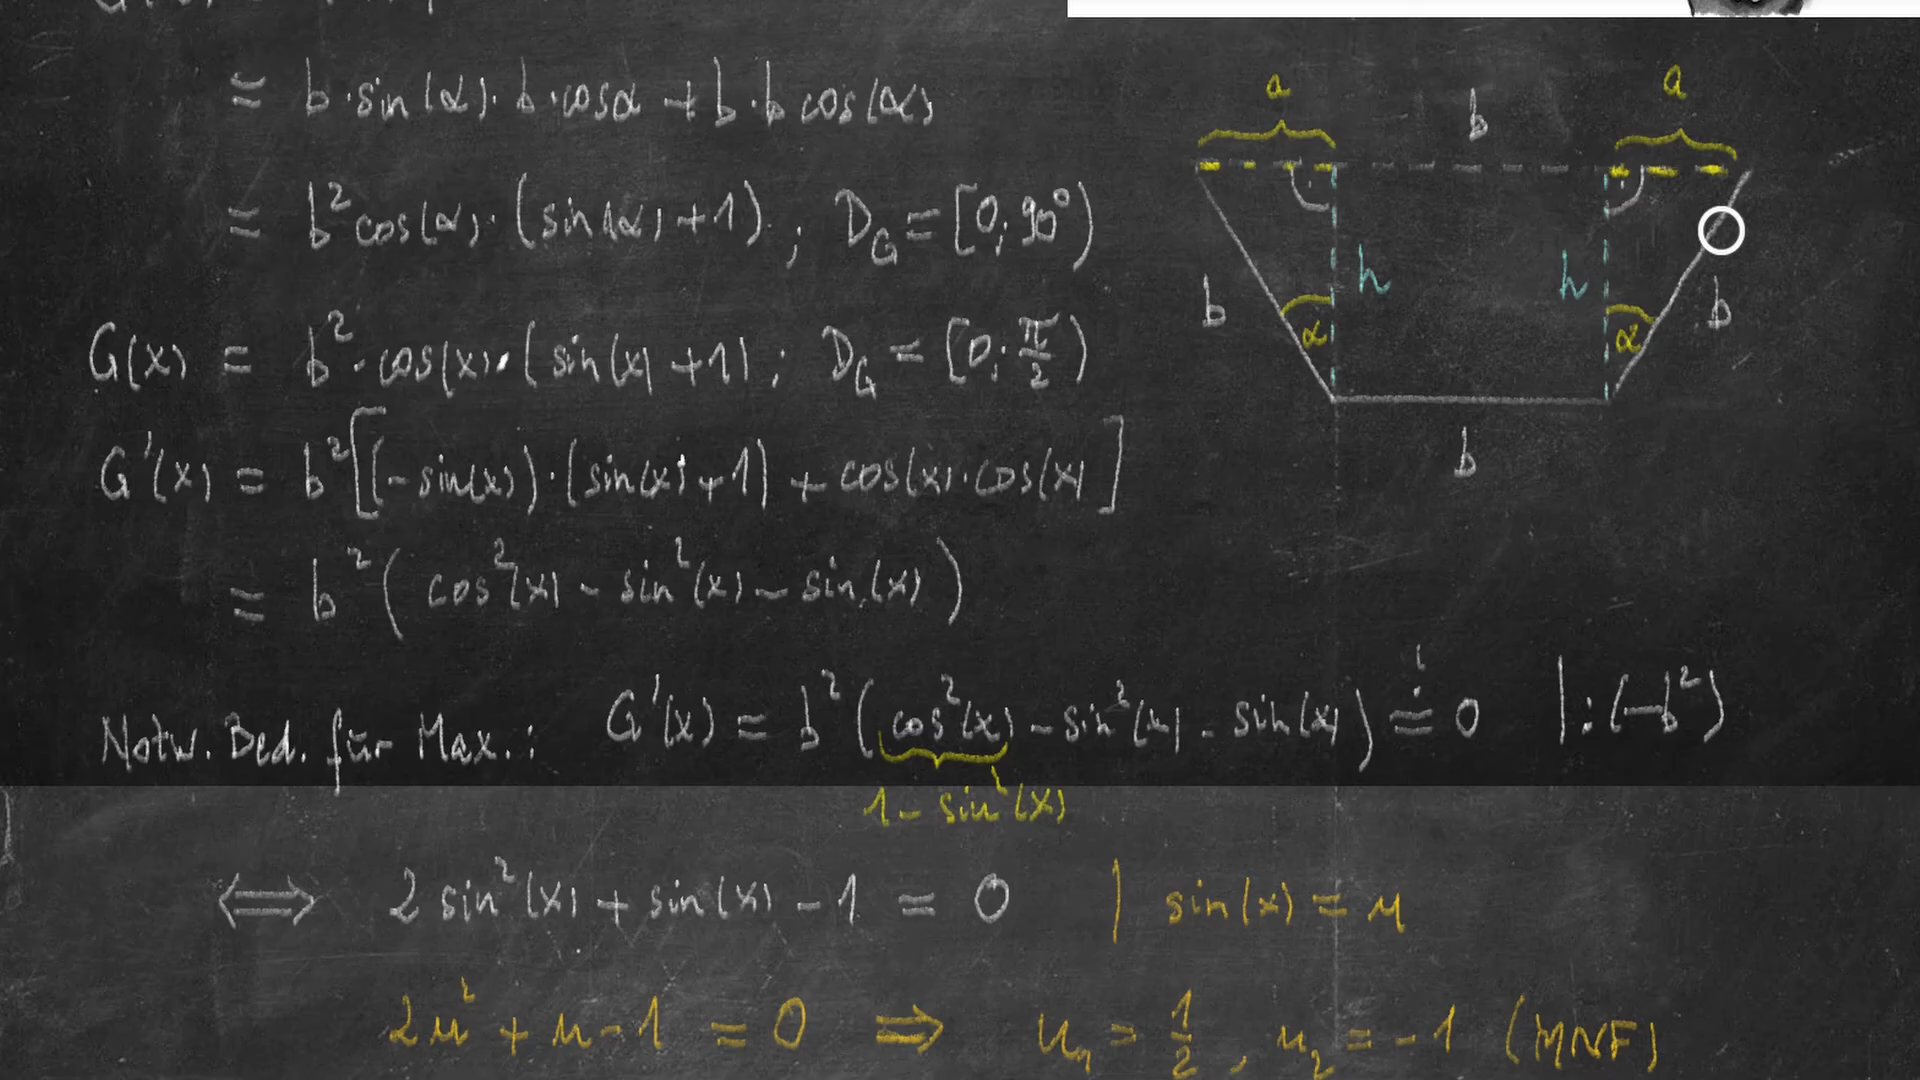 = b·sin(α)·b·cosα + b·b cos(α)
= b² cos(α)·(sin(α)+1); D_G = [0; 90°)
G(x) = b²·cos(x)·(sin(x)+1); D_G = [0; π/2)
G'(x) = b²[(-sin(x))·(sin(x)+1) + cos(x)·cos(x)]
= b²(cos²(x) - sin²(x) - sin(x))
Notw. Bed. für Max.: G'(x) = b²(cos²(x) - sin²(x) - sin(x)) != 0 | :(-b²)
1 - sin²(x)
⇔ 2 sin²(x) + sin(x) - 1 = 0 | sin(x) = u
2u² + u - 1 = 0 ⇒ u₁ = 1/2, u₂ = -1 (MNF)
a b a
b h h b
α α
b